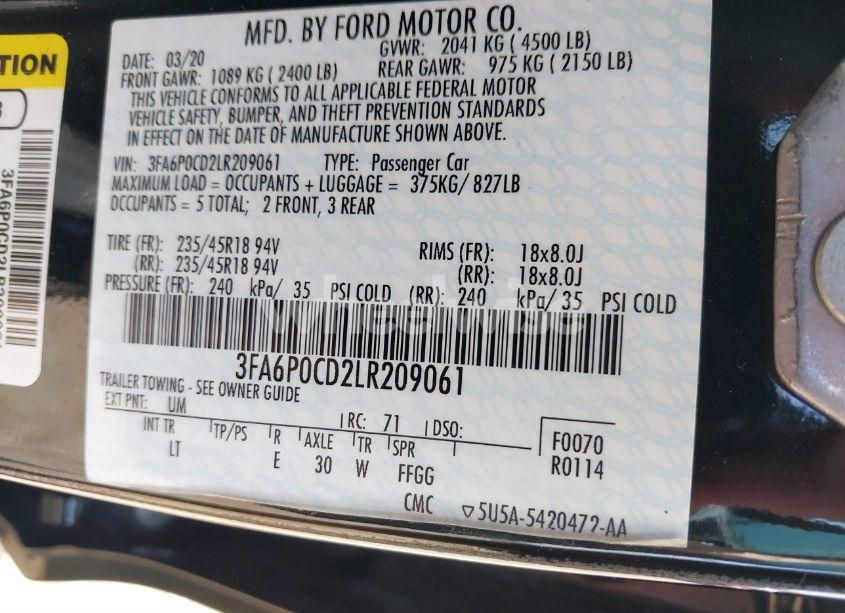 MFD. BY FORD MOTOR CO.
DATE: 03/20 GVWR: 2041 KG ( 4500 LB)
FRONT GAWR: 1089 KG ( 2400 LB) REAR GAWR: 975 KG ( 2150 LB)
THIS VEHICLE CONFORMS TO ALL APPLICABLE FEDERAL MOTOR
VEHICLE SAFETY, BUMPER, AND THEFT PREVENTION STANDARDS
IN EFFECT ON THE DATE OF MANUFACTURE SHOWN ABOVE.
VIN: 3FA6P0CD2LR209061 TYPE: Passenger Car
MAXIMUM LOAD = OCCUPANTS + LUGGAGE = 375KG/ 827LB
OCCUPANTS = 5 TOTAL; 2 FRONT, 3 REAR
TIRE (FR): 235/45R18 94V RIMS (FR): 18x8.0J
(RR): 235/45R18 94V (RR): 18x8.0J
PRESSURE (FR): 240 kPa/ 35 PSI COLD (RR): 240 kPa/ 35 PSI COLD
wheelwise
3FA6P0CD2LR209061
TRAILER TOWING - SEE OWNER GUIDE
EXT PNT: UM RC: 71 DSO:
INT TR TP/PS R AXLE TR SPR F0070
LT E 30 W FFGG R0114
CMC ▽5U5A-5420472-AA
3FA6P0CD2LR209061